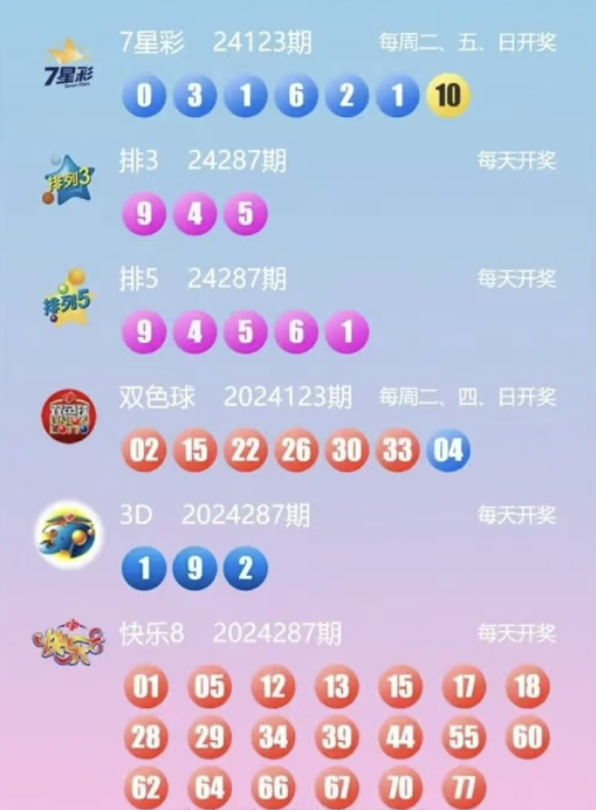 7星彩 24123期 每周二、五、日开奖
7星彩
0 3 1 6 2 1 10
排3 24287期 每天开奖
排列3
9 4 5
排5 24287期 每天开奖
排列5
9 4 5 6 1
双色球 2024123期 每周二、四、日开奖
双色球
02 15 22 26 30 33 04
3D 2024287期 每天开奖
1 9 2
快乐8 2024287期 每天开奖
01 05 12 13 15 17 18
28 29 34 39 44 55 60
62 64 66 67 70 77